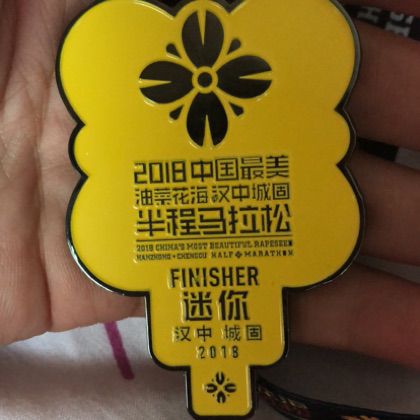 2018中国最美
油菜花海汉中城固
半程马拉松
2018 CHINA'S MOST BEAUTIFUL RAPESEED
HANZHONG·CHENGGU HALF MARATHON
FINISHER
迷你
汉中 城固
2018